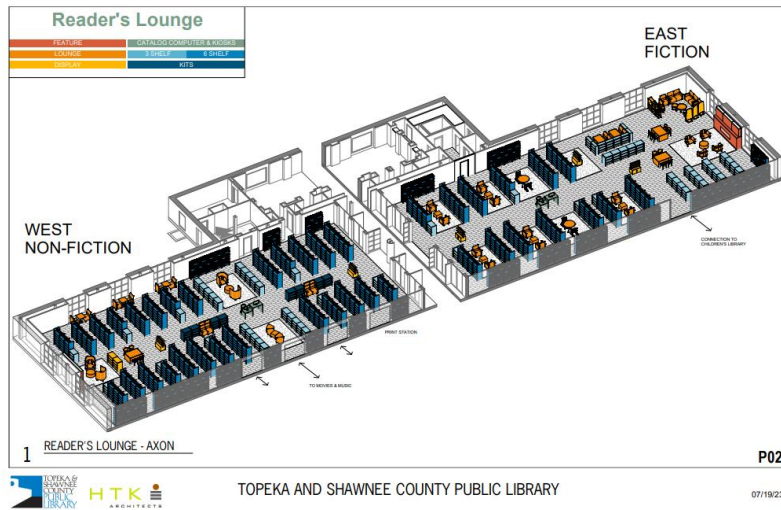 Reader's Lounge
FEATURE
CATALOG COMPUTER & KIOSKS
LOUNGE
3 SHELF
6 SHELF
DISPLAY
KITS
EAST
FICTION
WEST
NON-FICTION
CONNECTION TO
CHILDREN'S LIBRARY
PRINT STATION
TO MOVIES & MUSIC
1
READER'S LOUNGE - AXON
P02
TOPEKA &
SHAWNEE
COUNTY
PUBLIC
LIBRARY
HTK
ARCHITECTS
TOPEKA AND SHAWNEE COUNTY PUBLIC LIBRARY
07/19/23